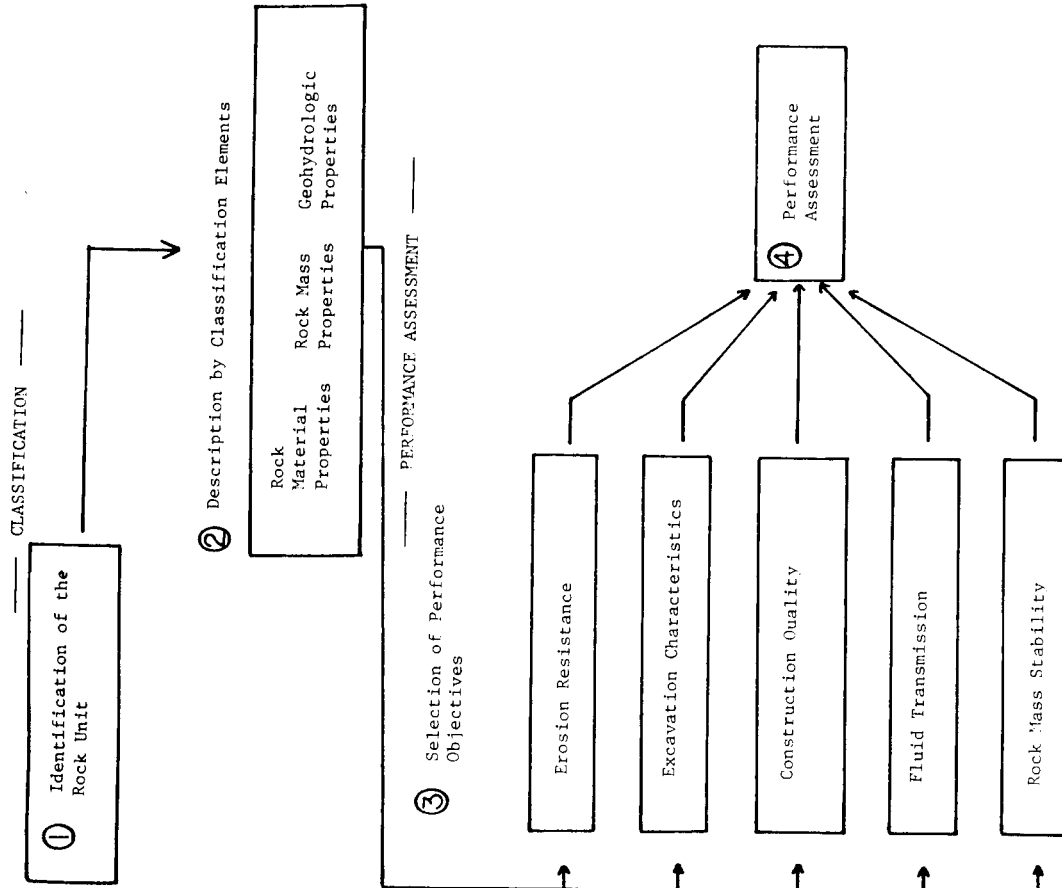 CLASSIFICATION
① Identification of the
Rock Unit
② Description by Classification Elements
Rock
Material
Properties
Rock Mass
Properties
Geohydrologic
Properties
PERFORMANCE ASSESSMENT
③ Selection of Performance
Objectives
Erosion Resistance
Excavation Characteristics
Construction Quality
Fluid Transmission
Rock Mass Stability
④ Performance
Assessment